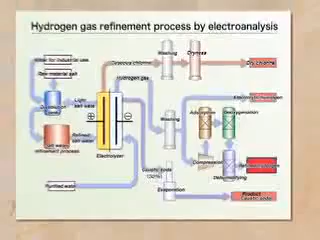 Hydrogen gas refinement process by electroanalysis
Water for industrial use
Raw material salt
Gaseous chlorine
Washing
Dryness
Dry chlorine
Hydrogen gas
Light salt water
Washing
Adsorption
Deoxygenation
Refined salt water
Salt water refinement process
Electrolyzer
Caustic soda (32%)
Compression
Dehumidifying
Purified water
Evaporation
Product
Caustic soda